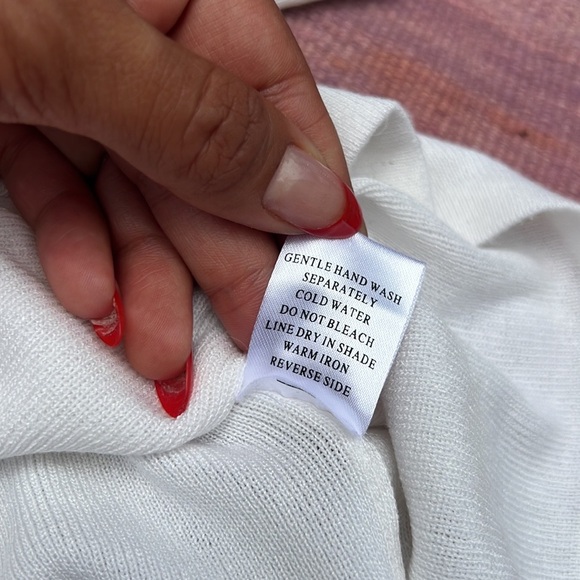 GENTLE HAND WASH
SEPARATELY
COLD WATER
DO NOT BLEACH
LINE DRY IN SHADE
WARM IRON
REVERSE SIDE